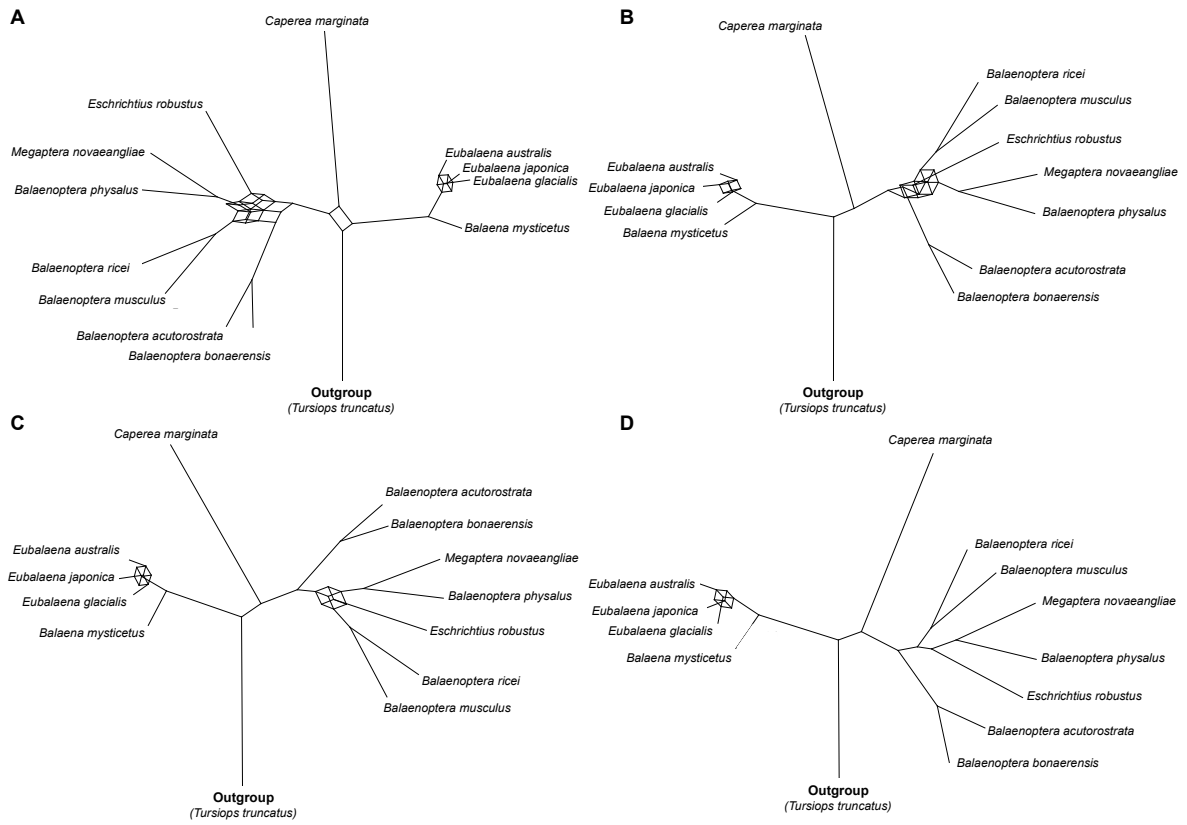 A
Caperea marginata
Eschrichtius robustus
Megaptera novaeangliae
Balaenoptera physalus
Eubalaena australis
Eubalaena japonica
Eubalaena glacialis
Balaena mysticetus
Balaenoptera ricei
Balaenoptera musculus
Balaenoptera acutorostrata
Balaenoptera bonaerensis
Outgroup
(Tursiops truncatus)
B
Caperea marginata
Balaenoptera ricei
Balaenoptera musculus
Eschrichtius robustus
Megaptera novaeangliae
Balaenoptera physalus
Eubalaena australis
Eubalaena japonica
Eubalaena glacialis
Balaena mysticetus
Balaenoptera acutorostrata
Balaenoptera bonaerensis
Outgroup
(Tursiops truncatus)
C
Caperea marginata
Balaenoptera acutorostrata
Balaenoptera bonaerensis
Megaptera novaeangliae
Balaenoptera physalus
Eschrichtius robustus
Balaenoptera ricei
Balaenoptera musculus
Eubalaena australis
Eubalaena japonica
Eubalaena glacialis
Balaena mysticetus
Outgroup
(Tursiops truncatus)
D
Caperea marginata
Balaenoptera ricei
Balaenoptera musculus
Megaptera novaeangliae
Balaenoptera physalus
Eschrichtius robustus
Balaenoptera acutorostrata
Balaenoptera bonaerensis
Eubalaena australis
Eubalaena japonica
Eubalaena glacialis
Balaena mysticetus
Outgroup
(Tursiops truncatus)